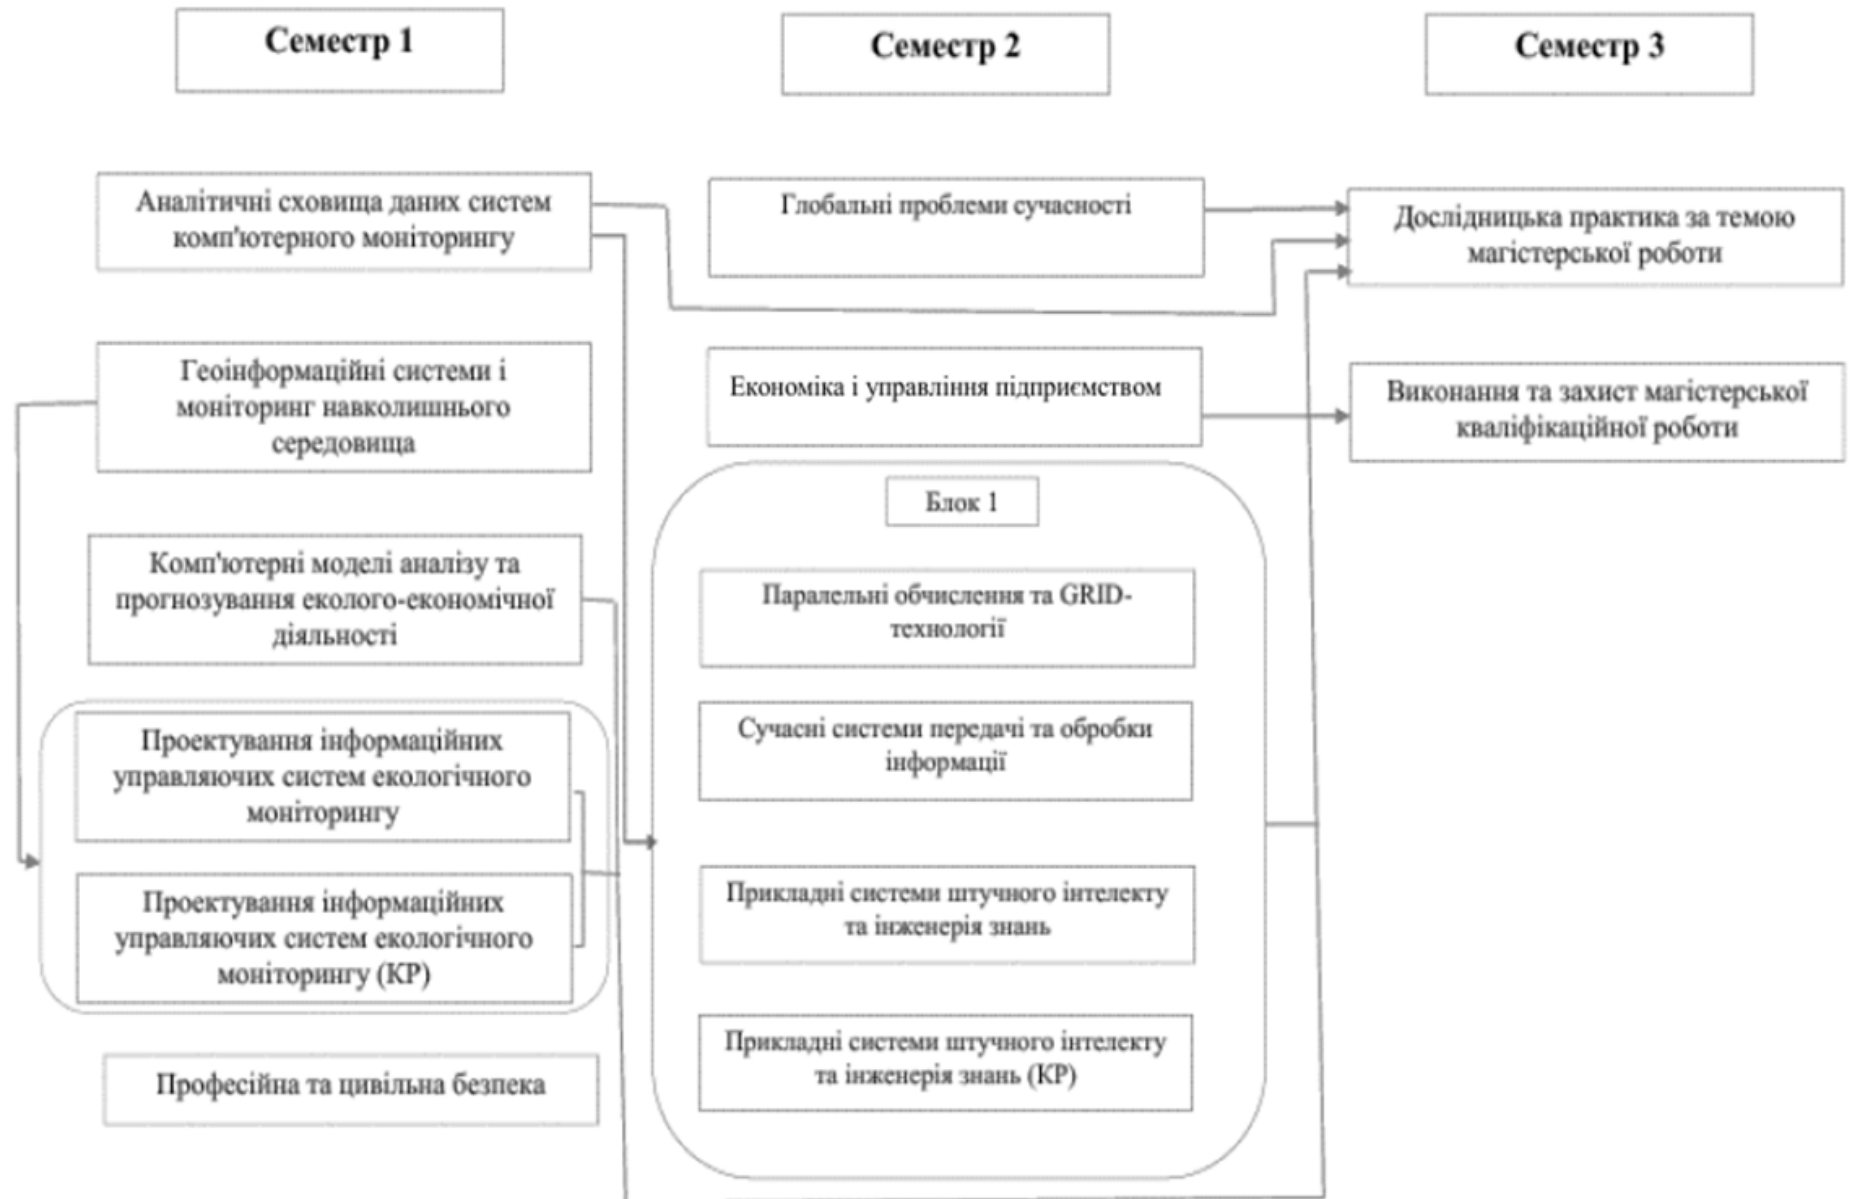 Семестр 1
Семестр 2
Семестр 3
Аналітичні сховища даних систем
комп'ютерного моніторингу
Глобальні проблеми сучасності
Дослідницька практика за темою
магістерської роботи
Геоінформаційні системи і
моніторинг навколишнього
середовища
Економіка і управління підприємством
Виконання та захист магістерської
кваліфікаційної роботи
Комп'ютерні моделі аналізу та
прогнозування еколого-економічної
діяльності
Проектування інформаційних
управляючих систем екологічного
моніторингу
Проектування інформаційних
управляючих систем екологічного
моніторингу (КР)
Професійна та цивільна безпека
Блок 1
Паралельні обчислення та GRID-
технології
Сучасні системи передачі та обробки
інформації
Прикладні системи штучного інтелекту
та інженерія знань
Прикладні системи штучного інтелекту
та інженерія знань (КР)